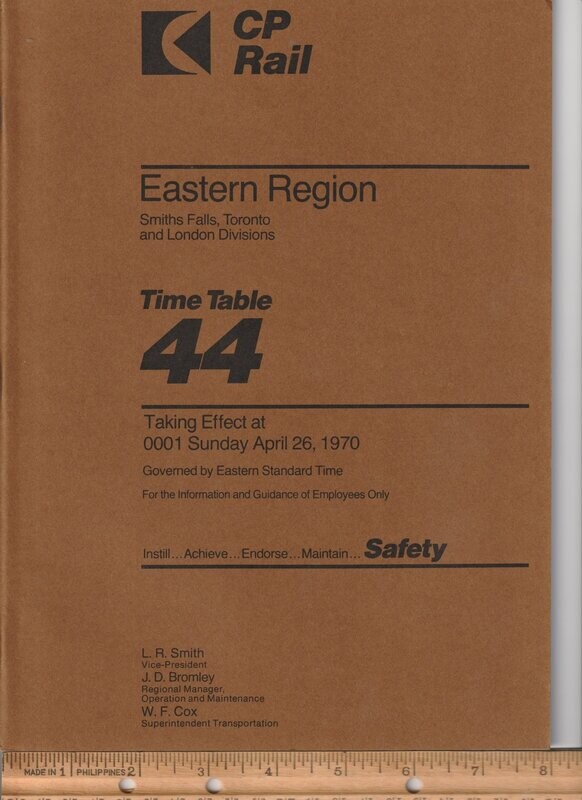 CP
Rail
Eastern Region
Smiths Falls, Toronto
and London Divisions
Time Table
44
Taking Effect at
0001 Sunday April 26, 1970
Governed by Eastern Standard Time
For the Information and Guidance of Employees Only
Instill...Achieve...Endorse...Maintain... Safety
L. R. Smith
Vice-President
J. D. Bromley
Regional Manager,
Operation and Maintenance
W. F. Cox
Superintendent Transportation
MADE IN 1 PHILIPPINES 2 3 4 5 6 7 8